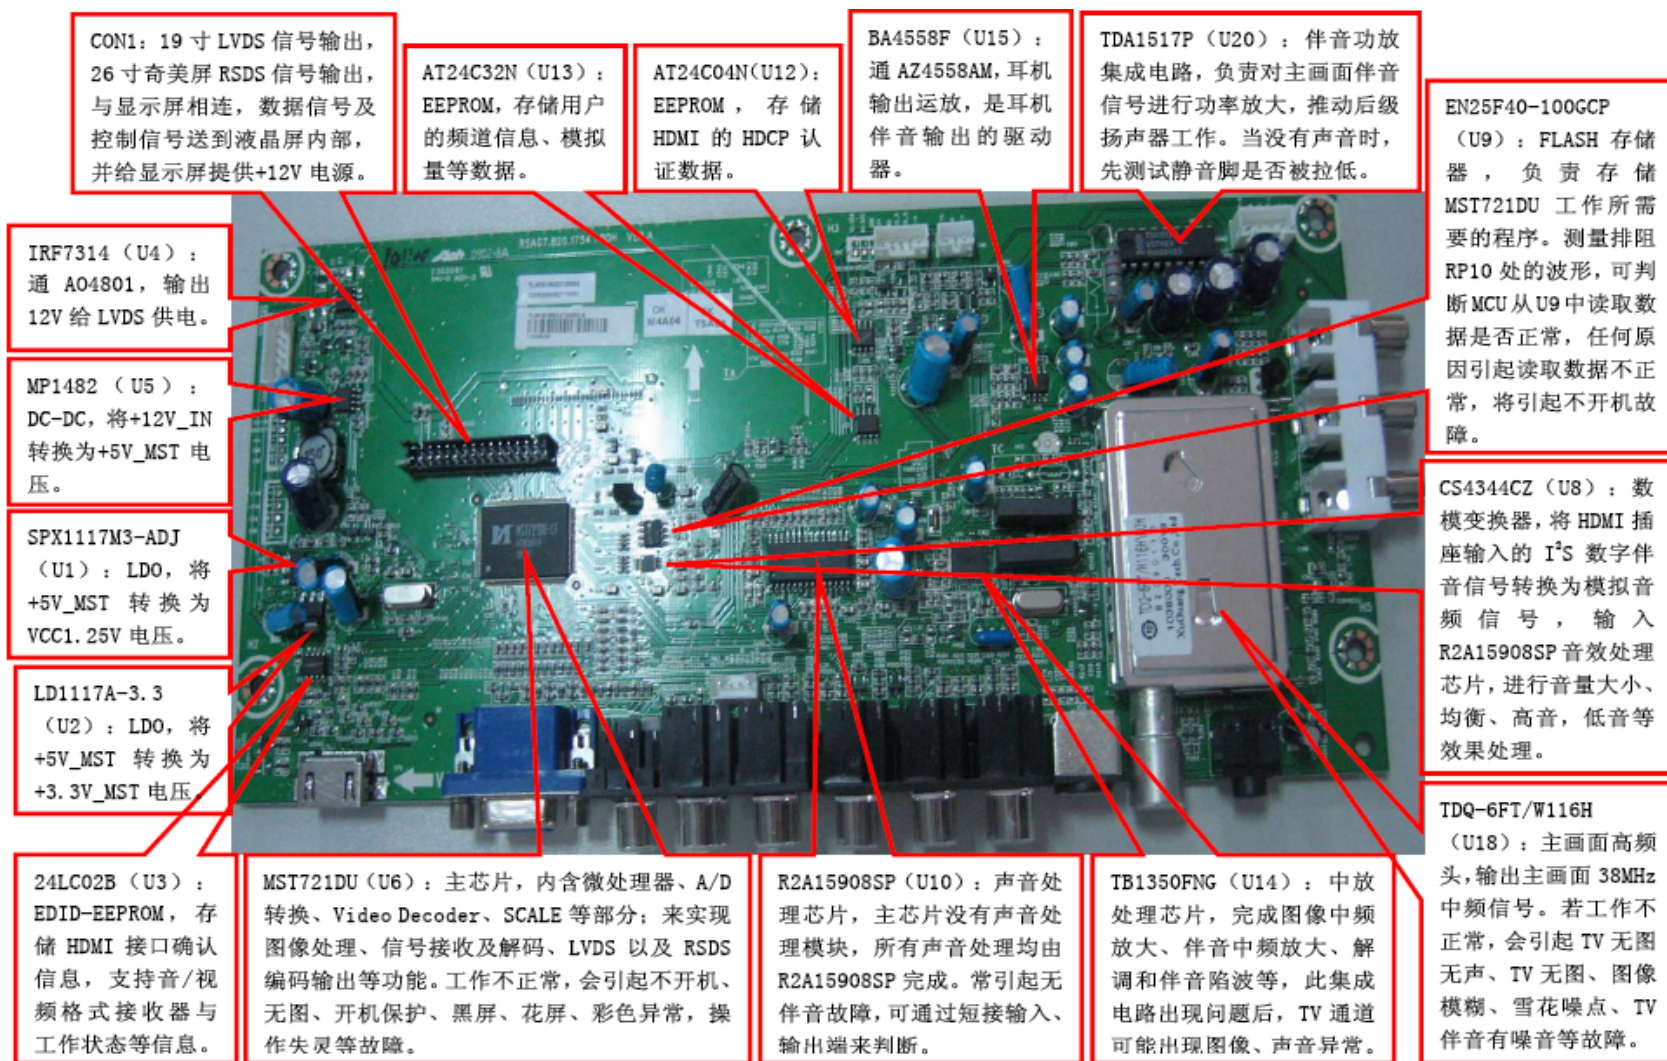 CON1：19 寸 LVDS 信号输出，
26 寸奇美屏 RSDS 信号输出，
与显示屏相连，数据信号及
控制信号送到液晶屏内部，
并给显示屏提供+12V 电源。
AT24C32N（U13）：
EEPROM，存储用户
的频道信息、模拟
量等数据。
AT24C04N(U12)：
EEPROM，存储
HDMI 的 HDCP 认
证数据。
BA4558F（U15）：
通 AZ4558AM，耳机
输出运放，是耳机
伴音输出的驱动
器。
TDA1517P（U20）：伴音功放
集成电路，负责对主画面伴音
信号进行功率放大，推动后级
扬声器工作。当没有声音时，
先测试静音脚是否被拉低。
EN25F40-100GCP
（U9）：FLASH 存储
器，负责存储
MST721DU 工作所需
要的程序。测量排阻
RP10 处的波形，可判
断MCU从U9中读取数
据是否正常，任何原
因引起读取数据不正
常，将引起不开机故
障。
IRF7314（U4）：
通 AO4801，输出
12V 给 LVDS 供电。
MP1482（U5）：
DC-DC，将+12V_IN
转换为+5V_MST 电
压。
SPX1117M3-ADJ
（U1）：LDO，将
+5V_MST 转换为
VCC1.25V 电压。
LD1117A-3.3
（U2）：LDO，将
+5V_MST 转换为
+3.3V_MST 电压。
CS4344CZ（U8）：数
模变换器，将 HDMI 插
座输入的 I²S 数字伴
音信号转换为模拟音
频信号，输入
R2A15908SP 音效处理
芯片，进行音量大小、
均衡、高音，低音等
效果处理。
24LC02B（U3）：
EDID-EEPROM，存
储 HDMI 接口确认
信息，支持音/视
频格式接收器与
工作状态等信息。
MST721DU（U6）：主芯片，内含微处理器、A/D
转换、Video Decoder、SCALE 等部分；来实现
图像处理、信号接收及解码、LVDS 以及 RSDS
编码输出等功能。工作不正常，会引起不开机、
无图、开机保护、黑屏、花屏、彩色异常，操
作失灵等故障。
R2A15908SP（U10）：声音处
理芯片，主芯片没有声音处
理模块，所有声音处理均由
R2A15908SP 完成。常引起无
伴音故障，可通过短接输入、
输出端来判断。
TB1350FNG（U14）：中放
处理芯片，完成图像中频
放大、伴音中频放大、解
调和伴音陷波等，此集成
电路出现问题后，TV 通道
可能出现图像、声音异常。
TDQ-6FT/W116H
（U18）：主画面高频
头，输出主画面 38MHz
中频信号。若工作不
正常，会引起 TV 无图
无声、TV 无图、图像
模糊、雪花噪点、TV
伴音有噪音等故障。